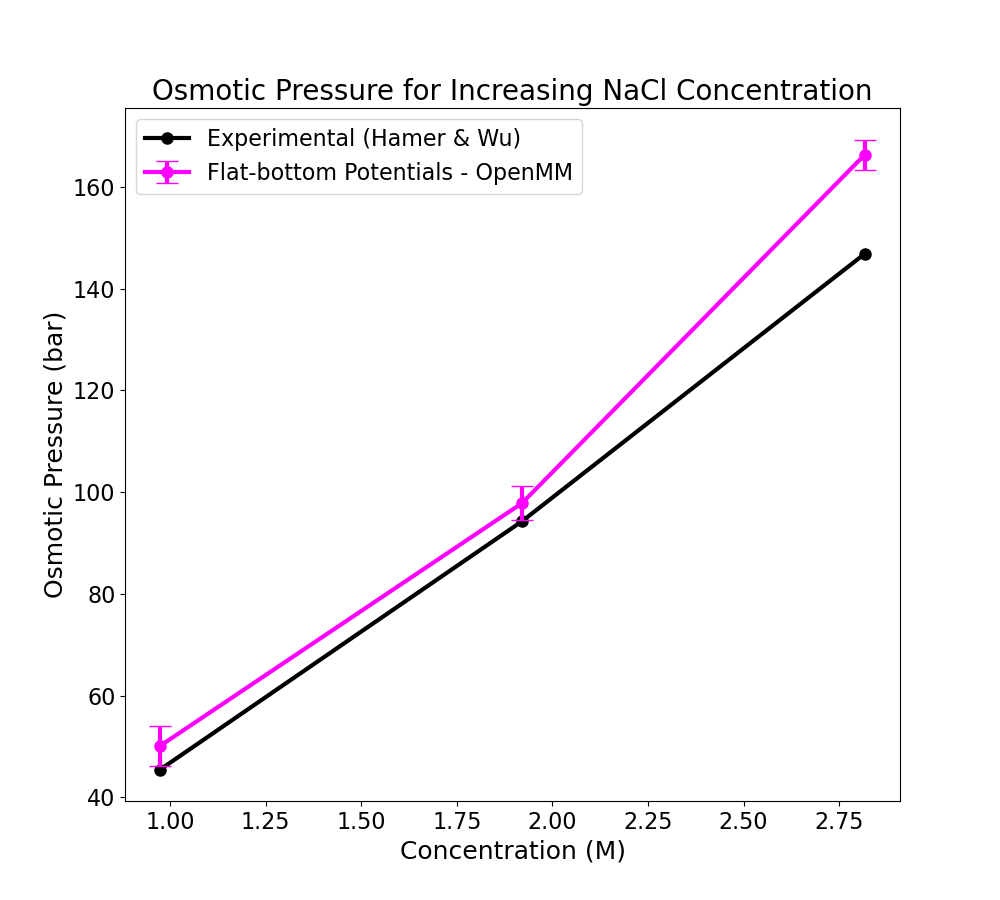 Osmotic Pressure for Increasing NaCl Concentration
Experimental (Hamer & Wu)
Flat-bottom Potentials - OpenMM
Osmotic Pressure (bar)
160
140
120
100
80
60
40
1.00 1.25 1.50 1.75 2.00 2.25 2.50 2.75
Concentration (M)